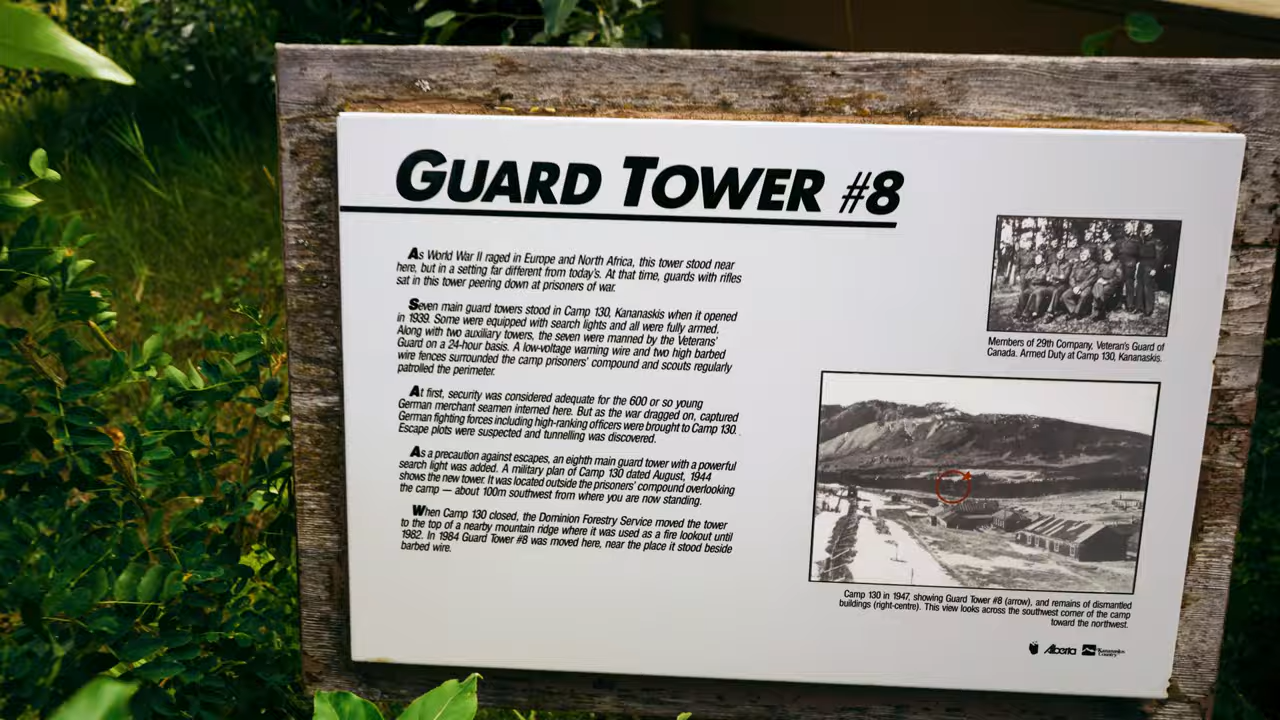 GUARD TOWER #8
As World War II raged in Europe and North Africa, this tower stood near
here, but in a setting far different from today's. At that time, guards with rifles
sat in this tower peering down at prisoners of war.
Seven main guard towers stood in Camp 130, Kananaskis when it opened
in 1939. Some were equipped with search lights and all were fully armed.
Along with two auxiliary towers, the seven were manned by the Veterans'
Guard on a 24-hour basis. A low-voltage warning wire and two high barbed
wire fences surrounded the camp prisoners' compound and scouts regularly
patrolled the perimeter.
At first, security was considered adequate for the 600 or so young
German merchant seamen interned here. But as the war dragged on, captured
German fighting forces including high-ranking officers were brought to Camp 130.
Escape plots were suspected and tunnelling was discovered.
As a precaution against escapes, an eighth main guard tower with a powerful
search light was added. A military plan of Camp 130 dated August, 1944
shows the new tower. It was located outside the prisoners' compound overlooking
the camp — about 100m southwest from where you are now standing.
When Camp 130 closed, the Dominion Forestry Service moved the tower
to the top of a nearby mountain ridge where it was used as a fire lookout until
1982. In 1984 Guard Tower #8 was moved here, near the place it stood beside
barbed wire.
Members of 29th Company, Veteran's Guard of
Canada. Armed Duty at Camp 130, Kananaskis.
Camp 130 in 1947, showing Guard Tower #8 (arrow), and remains of dismantled
buildings (right-centre). This view looks across the southwest corner of the camp
toward the northwest.
Alberta
Kananaskis
Country